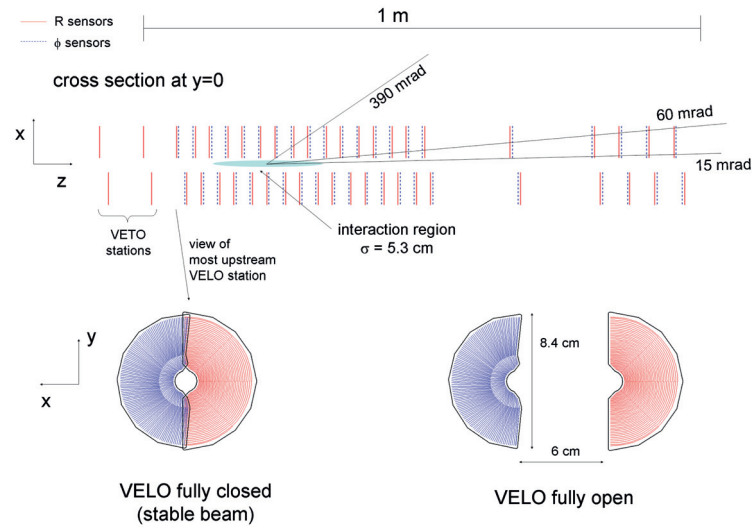 R sensors
ϕ sensors
1 m
cross section at y=0
390 mrad
60 mrad
15 mrad
x
z
VETO
stations
view of
most upstream
VELO station
interaction region
σ = 5.3 cm
y
x
8.4 cm
6 cm
VELO fully closed
(stable beam)
VELO fully open